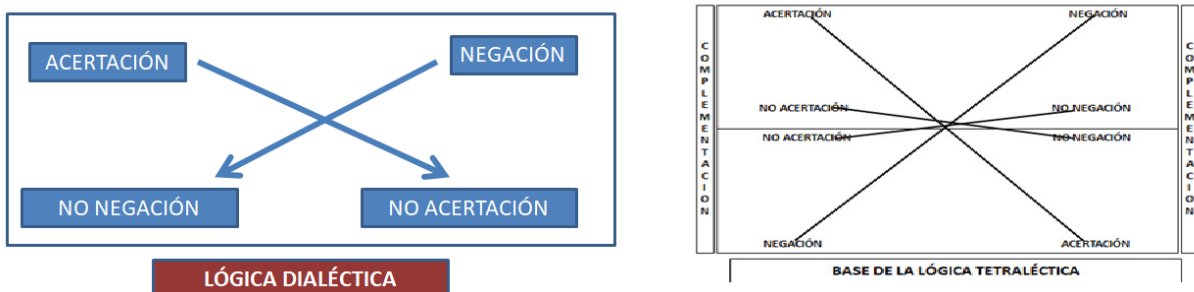 ACERTACIÓN
NEGACIÓN
NO NEGACIÓN
NO ACERTACIÓN
LÓGICA DIALÉCTICA
COMPLEMENTACION
ACERTACIÓN
NEGACIÓN
NO ACERTACIÓN
NO NEGACIÓN
NO ACERTACIÓN
NO NEGACIÓN
NEGACIÓN
ACERTACIÓN
COMPLEMENTACION
BASE DE LA LÓGICA TETRALÉCTICA